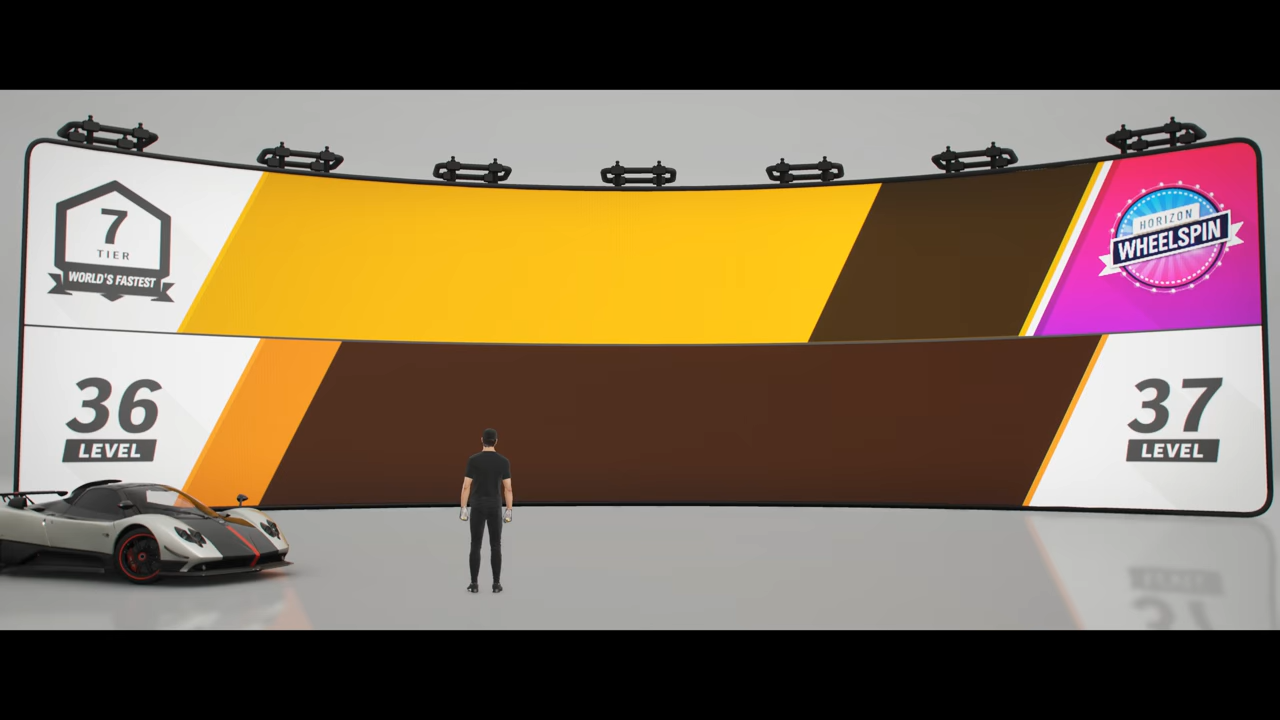 7
TIER
WORLD'S FASTEST
HORIZON
WHEELSPIN
36
LEVEL
37
LEVEL